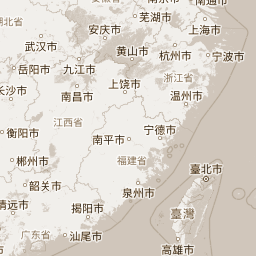 南京市
南通市
安徽省
芜湖市
湖北省
安庆市
上海市
武汉市
黄山市
杭州市
宁波市
岳阳市
九江市
上饶市
浙江省
长沙市
南昌市
温州市
江西省
衡阳市
南平市
宁德市
郴州市
福建省
臺北市
韶关市
泉州市
清远市
揭阳市
臺灣
广东省
汕尾市
高雄市